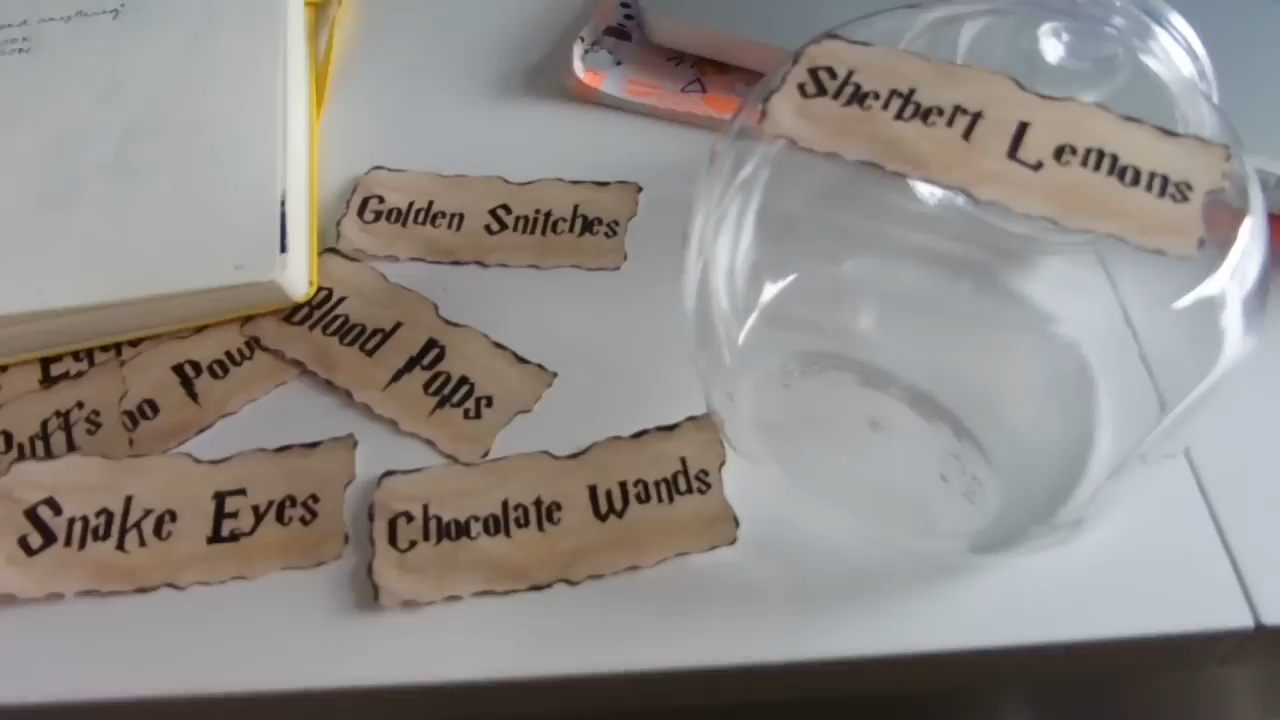 Sherbert Lemons
Golden Snitches
Blood Pops
Snake Eyes
Chocolate Wands